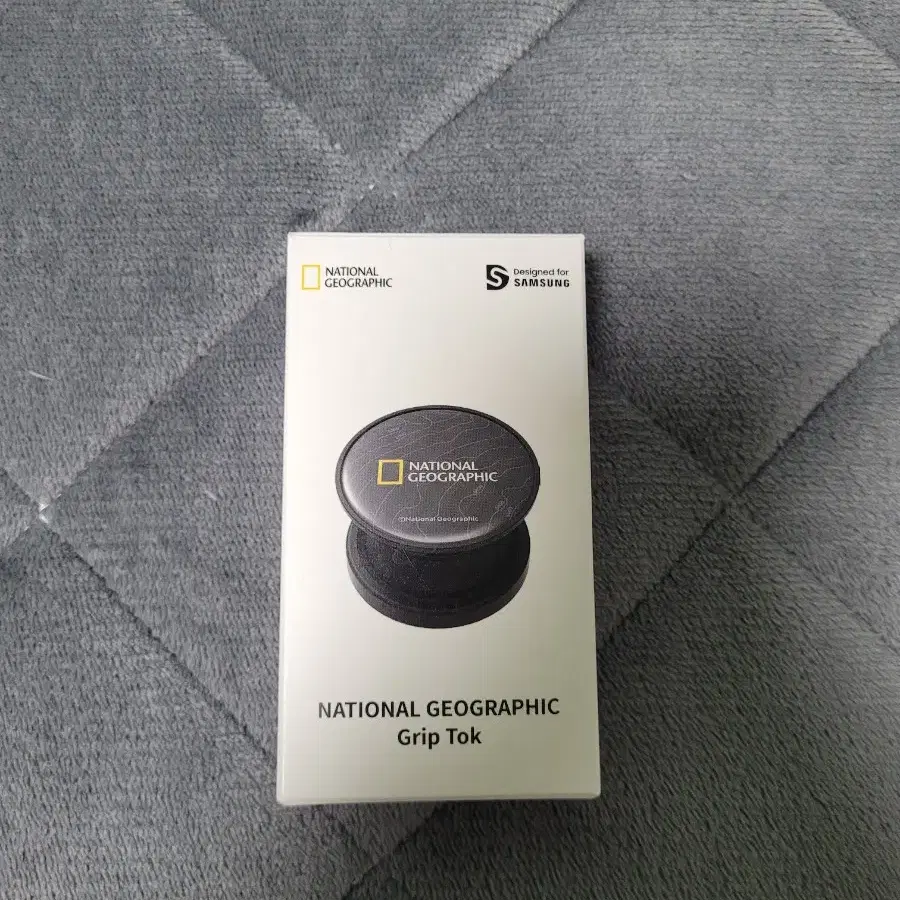 NATIONAL
GEOGRAPHIC
Designed for
SAMSUNG
NATIONAL
GEOGRAPHIC
©National Geographic
NATIONAL GEOGRAPHIC
Grip Tok